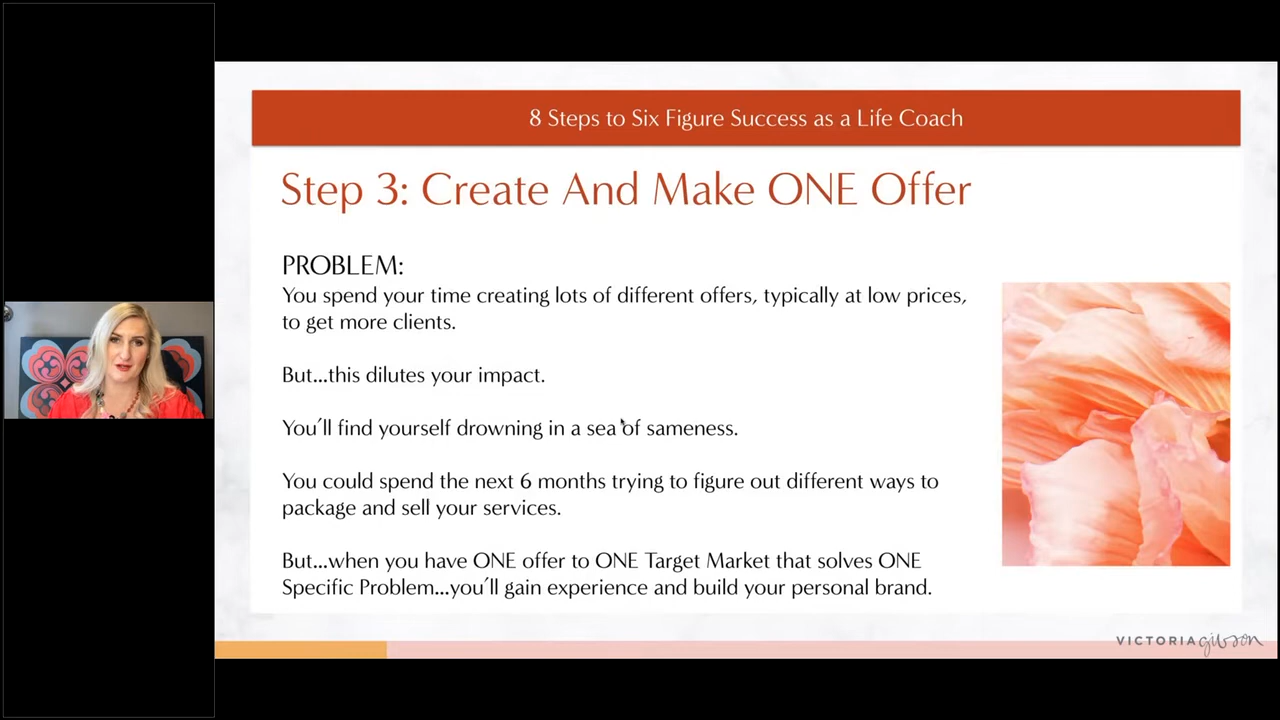 8 Steps to Six Figure Success as a Life Coach
Step 3: Create And Make ONE Offer
PROBLEM:
You spend your time creating lots of different offers, typically at low prices,
to get more clients.
But...this dilutes your impact.
You´ll find yourself drowning in a sea of sameness.
You could spend the next 6 months trying to figure out different ways to
package and sell your services.
But...when you have ONE offer to ONE Target Market that solves ONE
Specific Problem...you´ll gain experience and build your personal brand.
VICTORIA gibson